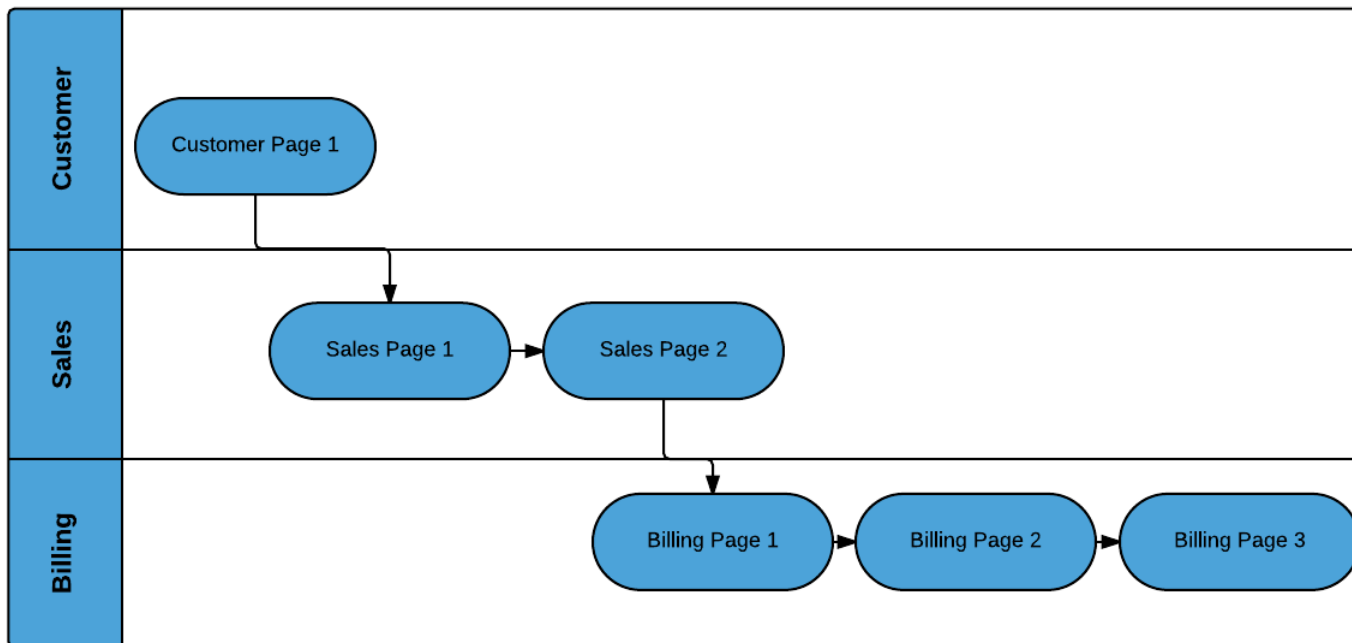 Customer
Customer Page 1
Sales
Sales Page 1
Sales Page 2
Billing
Billing Page 1
Billing Page 2
Billing Page 3